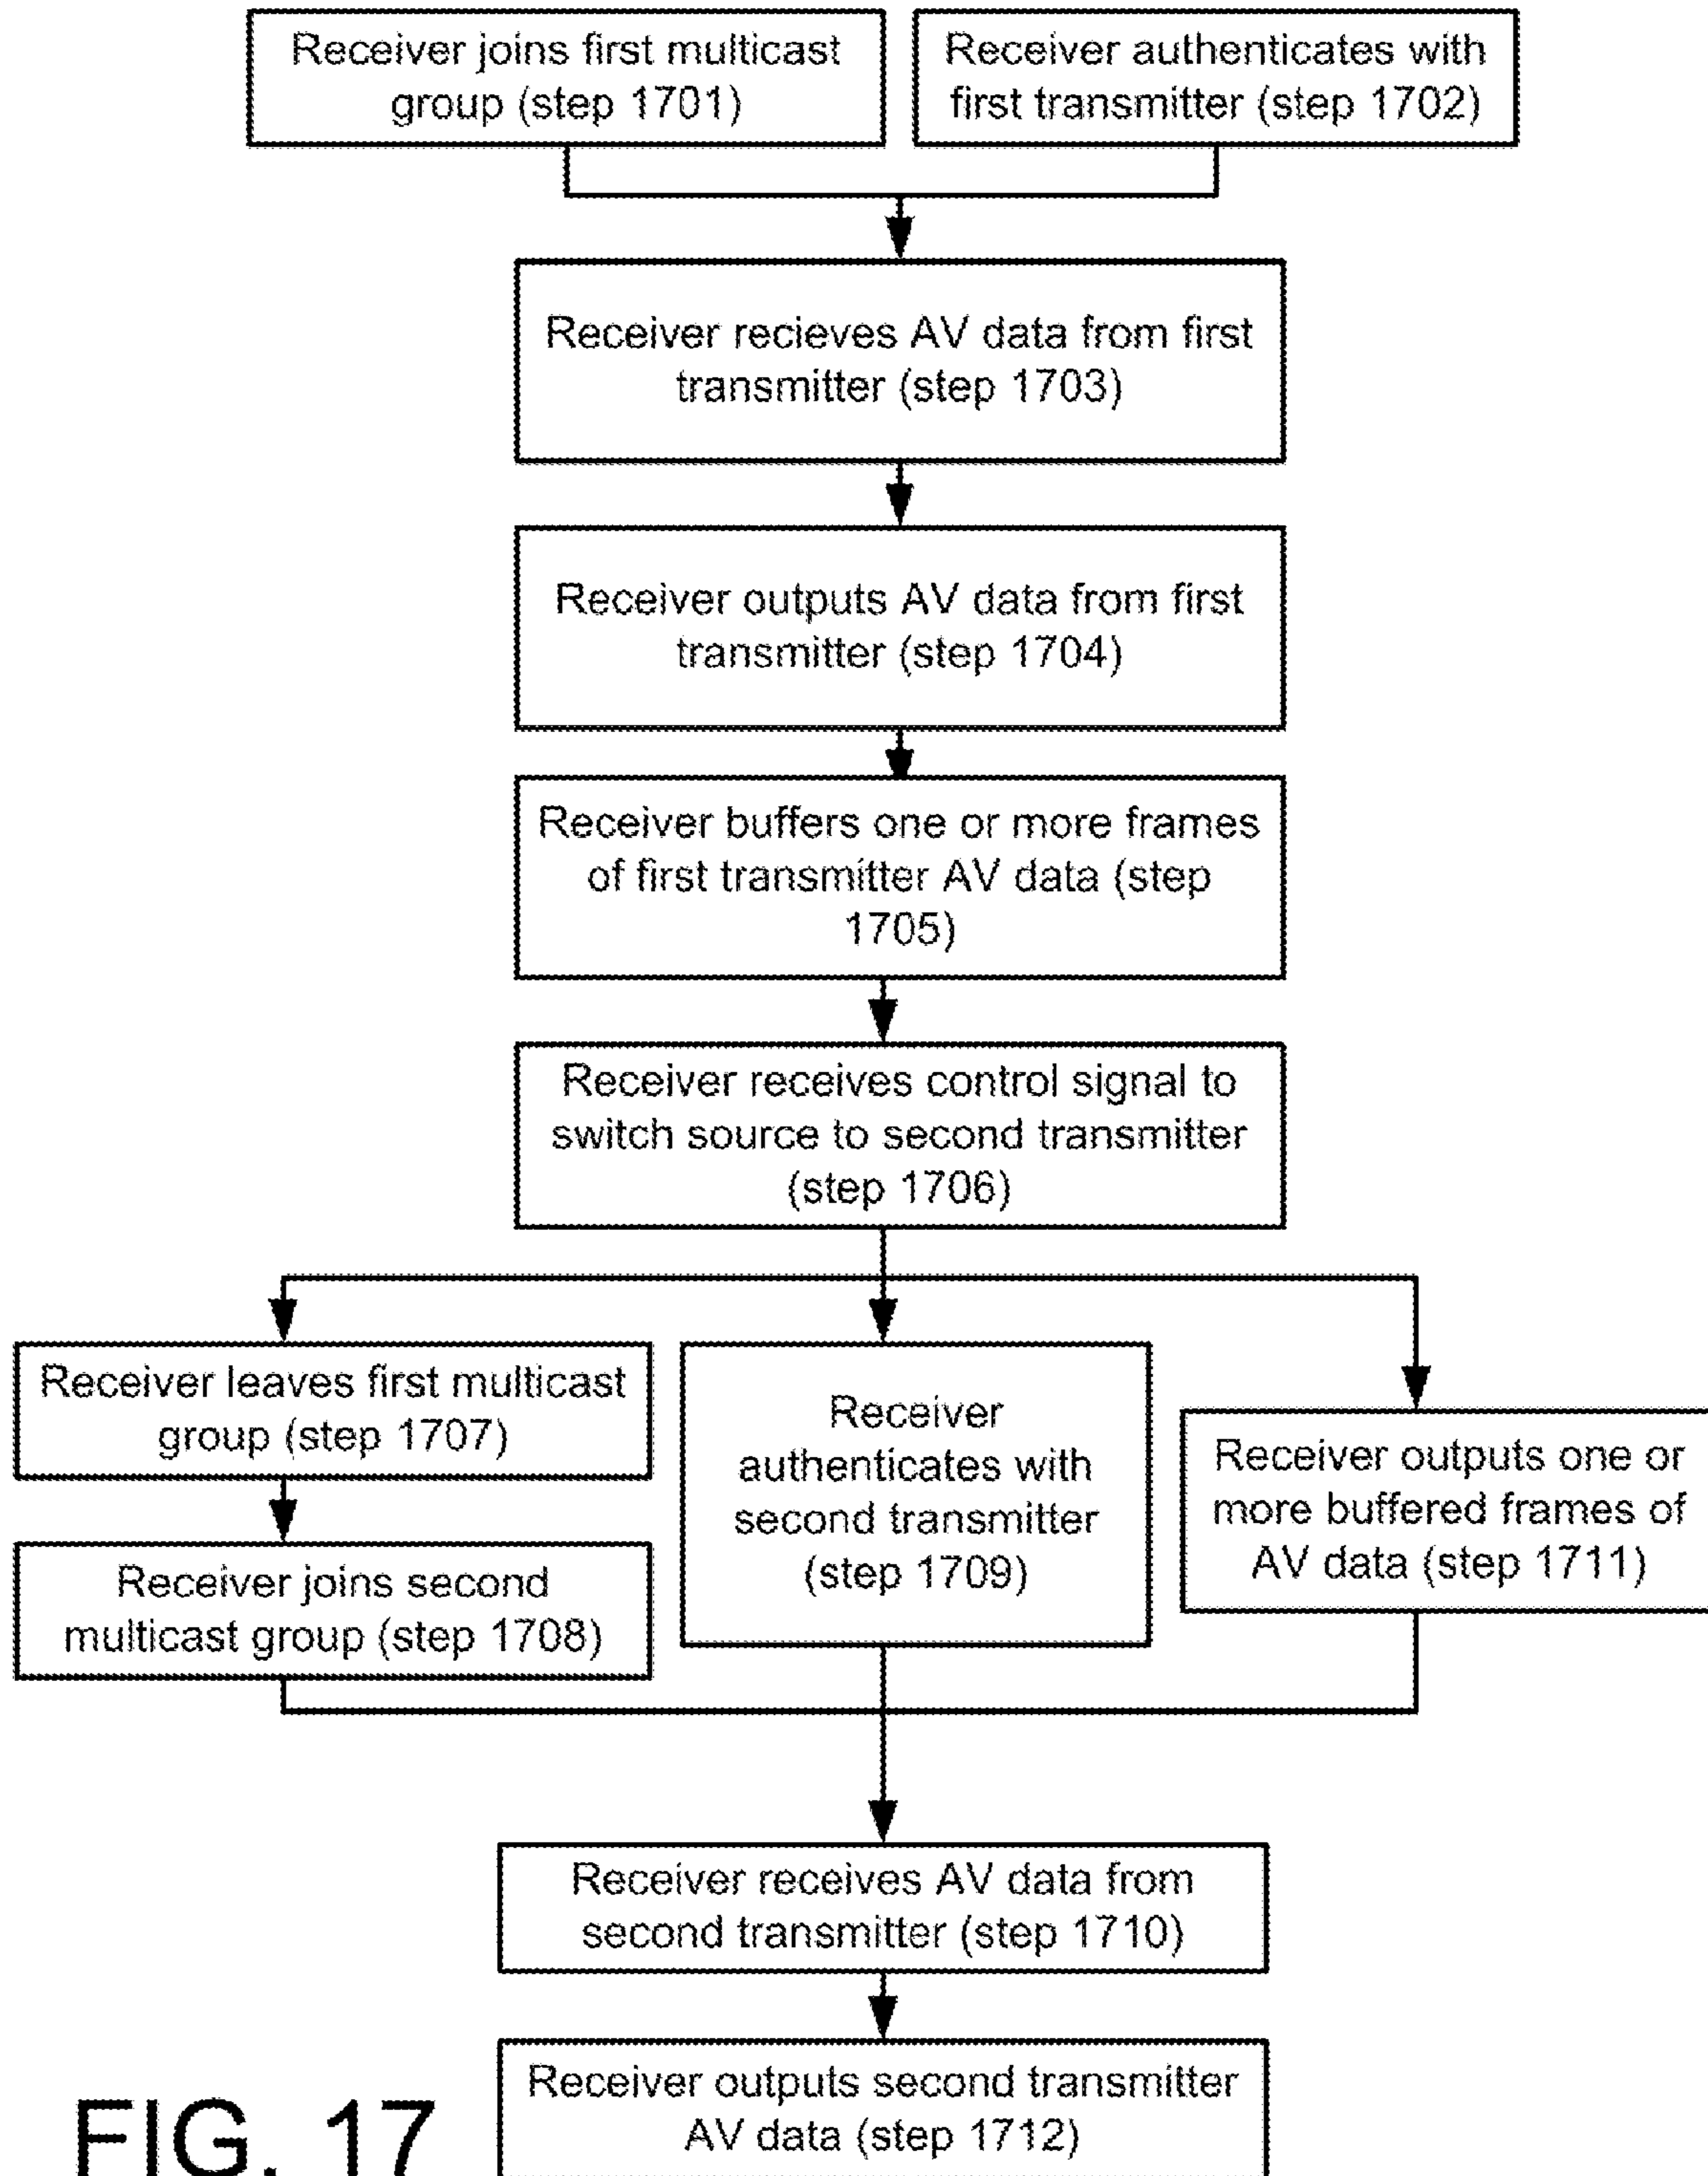 Receiver joins first multicast
group (step 1701)
Receiver authenticates with
first transmitter (step 1702)
Receiver recieves AV data from first
transmitter (step 1703)
Receiver outputs AV data from first
transmitter (step 1704)
Receiver buffers one or more frames
of first transmitter AV data (step
1705)
Receiver receives control signal to
switch source to second transmitter
(step 1706)
Receiver leaves first multicast
group (step 1707)
Receiver joins second
multicast group (step 1708)
Receiver
authenticates with
second transmitter
(step 1709)
Receiver outputs one or
more buffered frames of
AV data (step 1711)
Receiver receives AV data from
second transmitter (step 1710)
Receiver outputs second transmitter
AV data (step 1712)
FIG. 17